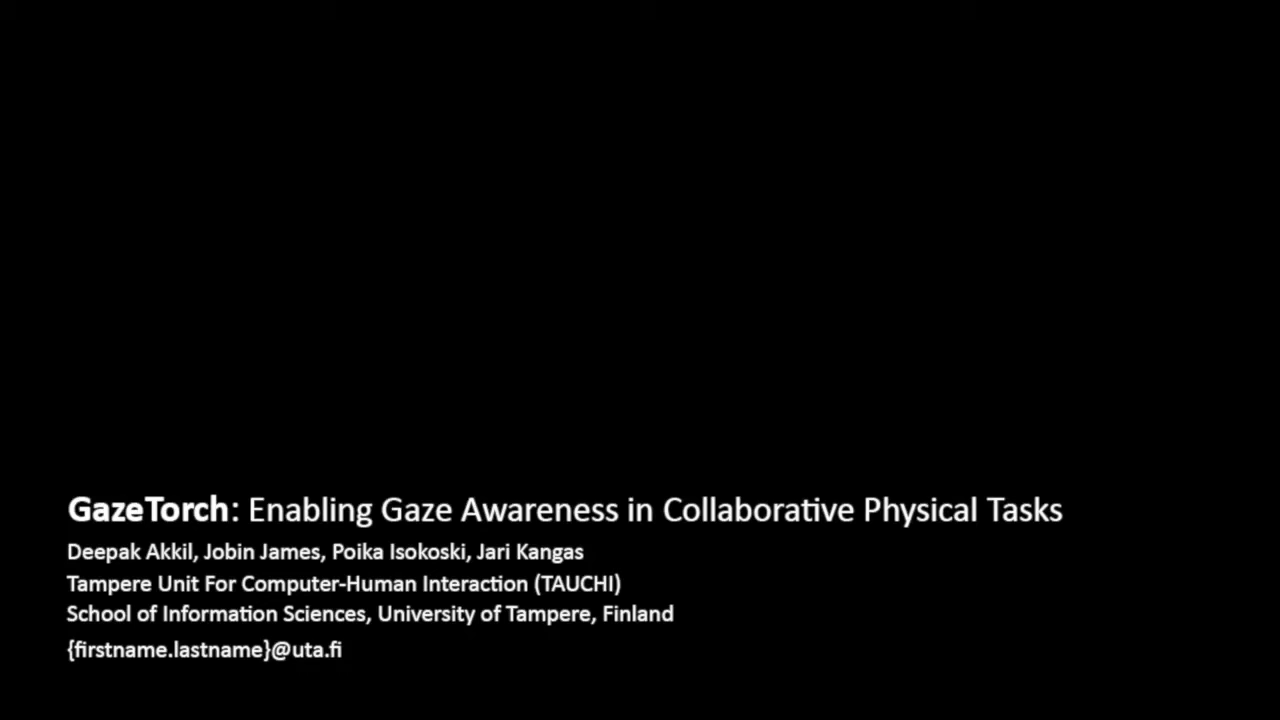 GazeTorch: Enabling Gaze Awareness in Collaborative Physical Tasks
Deepak Akkil, Jobin James, Poika Isokoski, Jari Kangas
Tampere Unit For Computer-Human Interaction (TAUCHI)
School of Information Sciences, University of Tampere, Finland
{firstname.lastname}@uta.fi